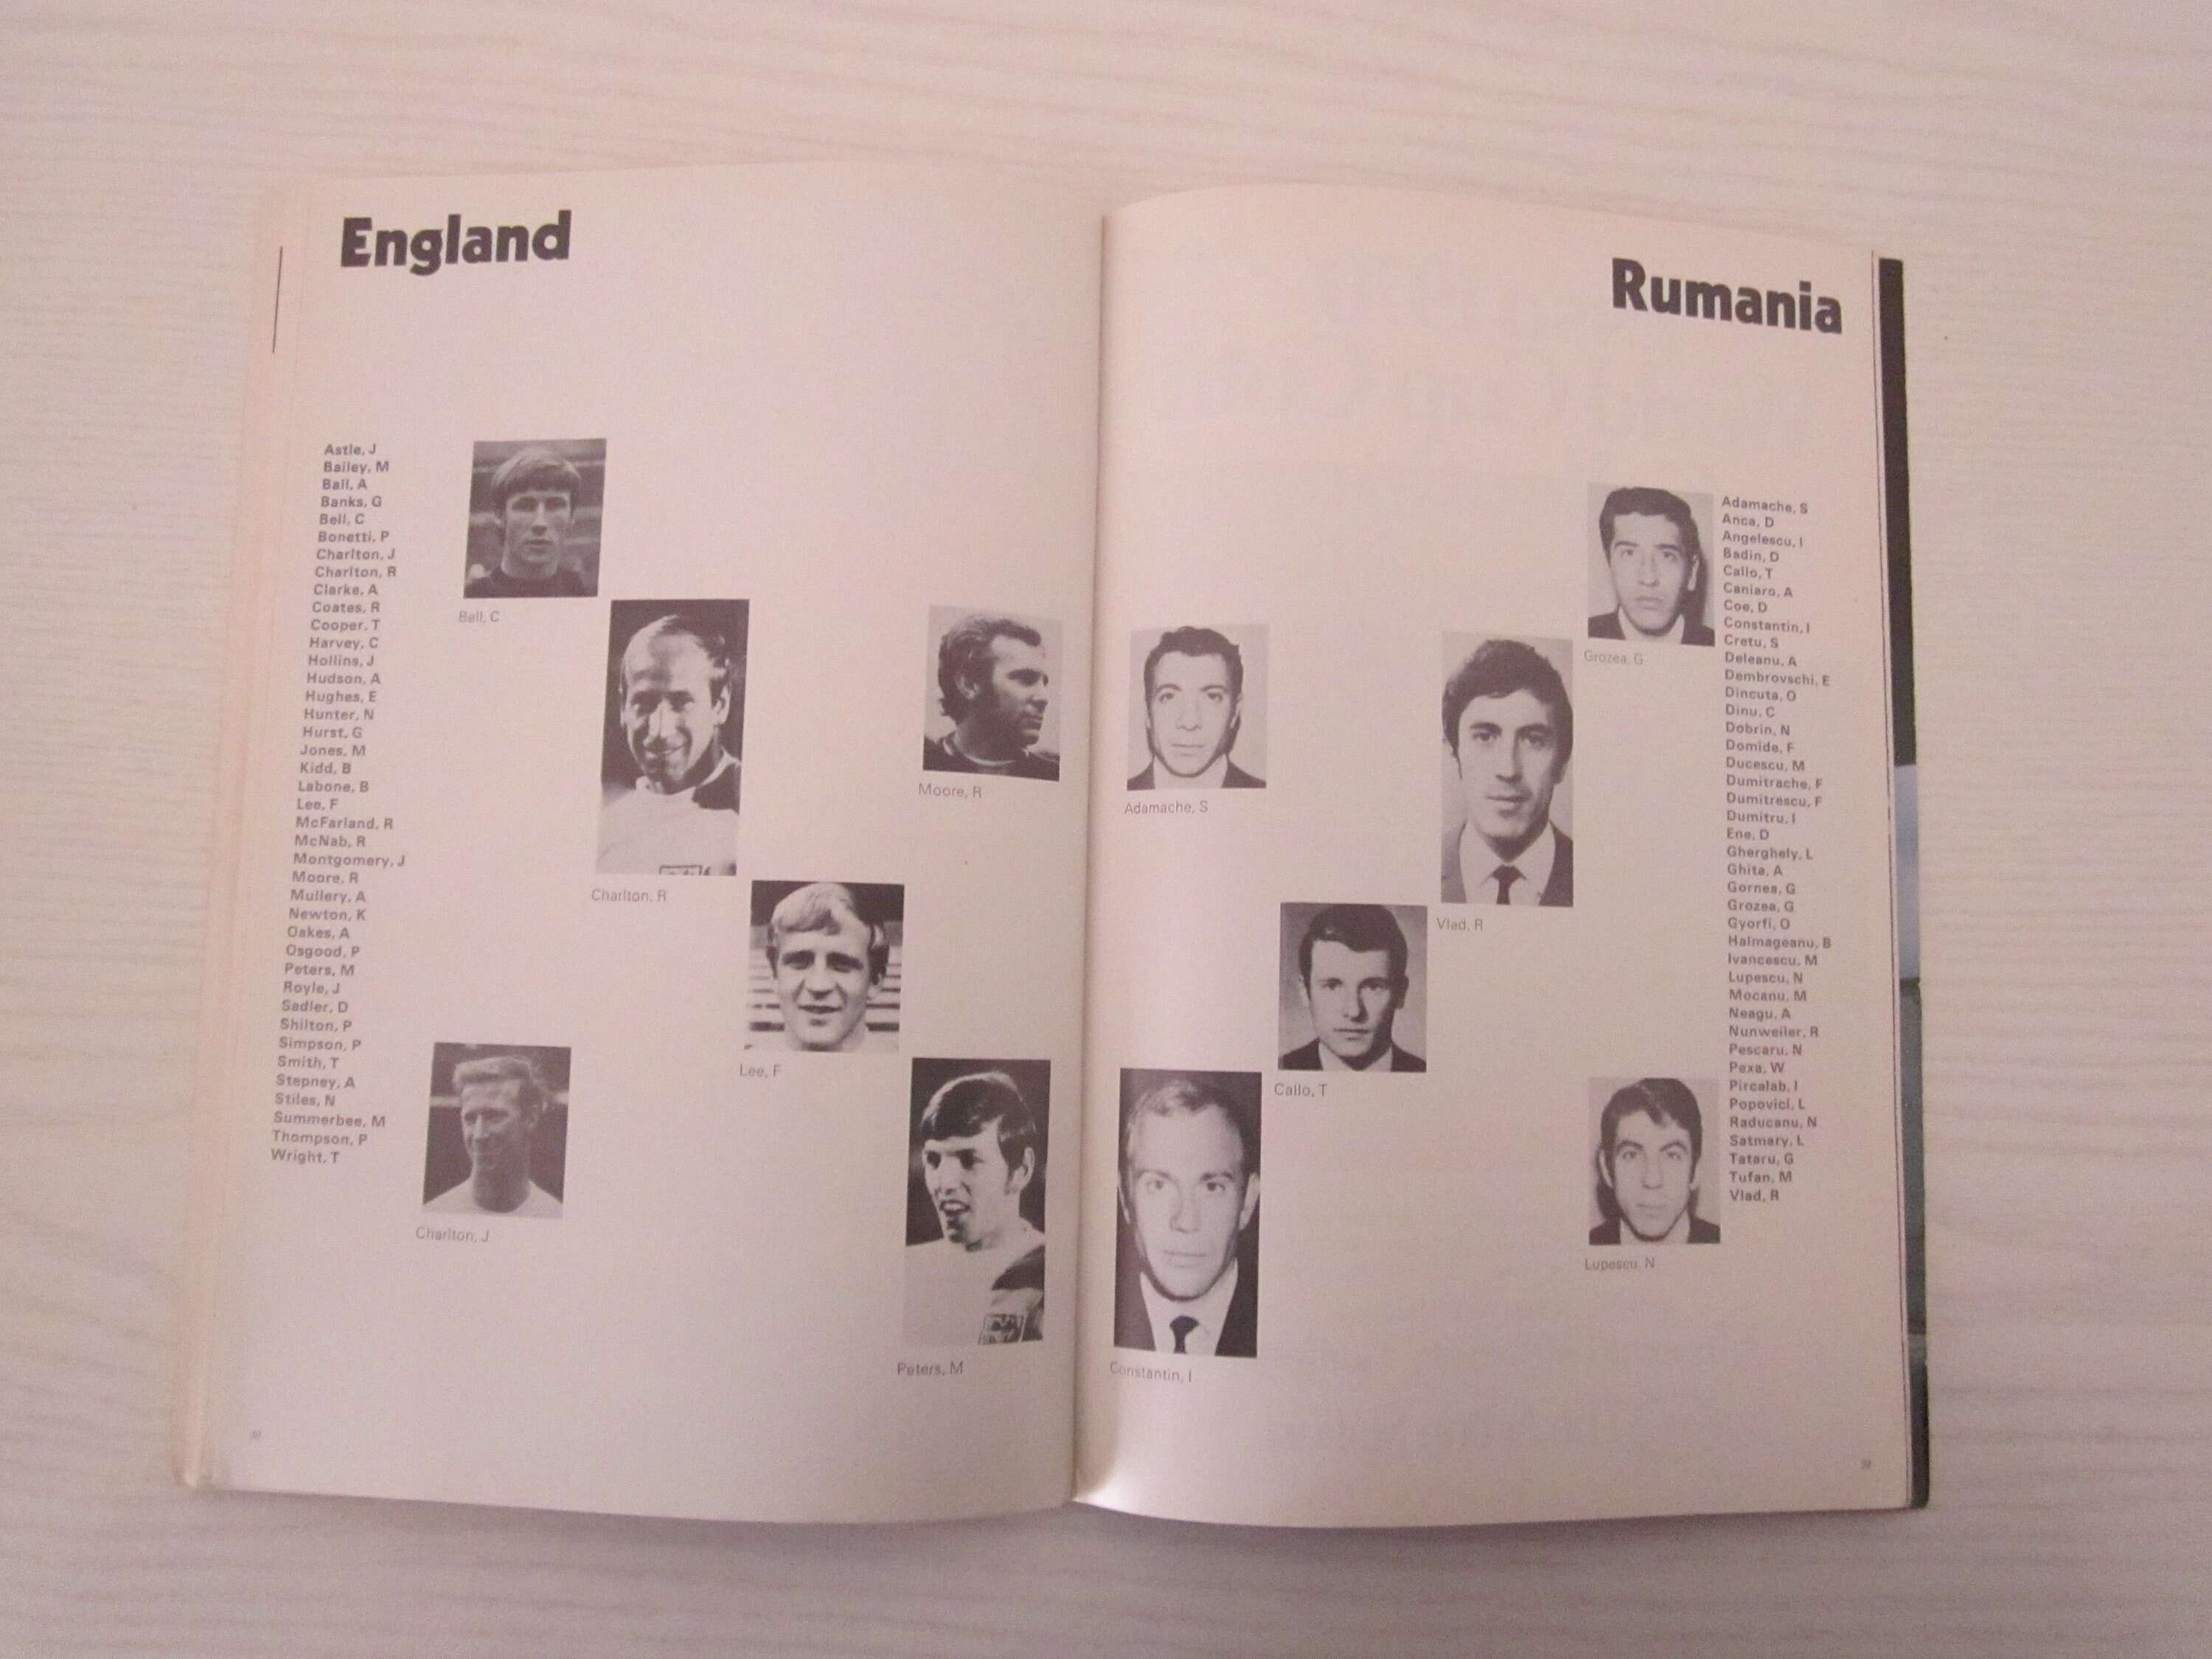 England
Astle, J
Bailey, M
Ball, A
Banks, G
Bell, C
Bonetti, P
Charlton, J
Charlton, R
Clarke, A
Coates, R
Cooper, T
Harvey, C
Hollins, J
Hudson, A
Hughes, E
Hunter, N
Hurst, G
Jones, M
Kidd, B
Labone, B
Lee, F
McFarland, R
McNab, R
Montgomery, J
Moore, R
Mullery, A
Newton, K
Oakes, A
Osgood, P
Peters, M
Royle, J
Sadler, D
Shilton, P
Simpson, P
Smith, T
Stepney, A
Stiles, N
Summerbee, M
Thompson, P
Wright, T
Bell, C
Charlton, R
Moore, R
Lee, F
Charlton, J
Peters, M
Rumania
Grozea, G
Adamache, S
Vlad, R
Callo, T
Lupescu, N
Constantin, I
Adamache, S
Anca, D
Angelescu, I
Badin, D
Callo, T
Caniaro, A
Coe, D
Constantin, I
Cretu, S
Deleanu, A
Dembrovschi, E
Dincuta, O
Dinu, C
Dobrin, N
Domide, F
Ducescu, M
Dumitrache, F
Dumitrescu, F
Dumitru, I
Ene, D
Gherghely, L
Ghita, A
Gornea, G
Grozea, G
Gyorfi, O
Halmageanu, B
Ivancescu, M
Lupescu, N
Mocanu, M
Neagu, A
Nunweiler, R
Pescaru, N
Pexa, W
Pircalab, I
Popovici, L
Raducanu, N
Satmary, L
Tataru, G
Tufan, M
Vlad, R